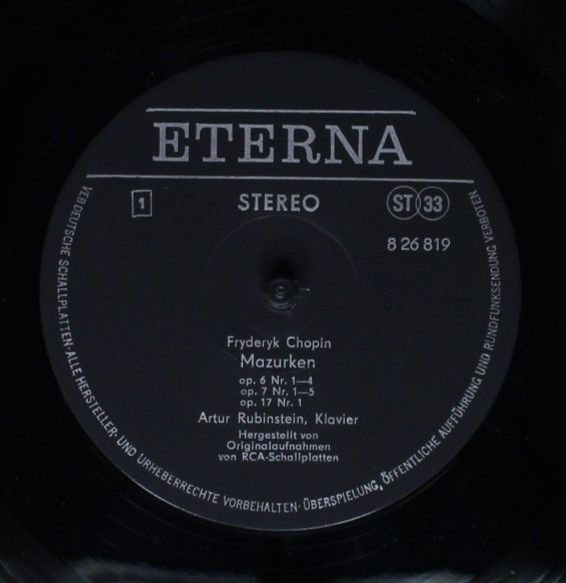 ETERNA
1
STEREO
ST 33
8 26 819
Fryderyk Chopin
Mazurken
op. 6 Nr. 1—4
op. 7 Nr. 1—5
op. 17 Nr. 1
Artur Rubinstein, Klavier
Hergestellt von
Originalaufnahmen
von RCA-Schallplatten
VEB DEUTSCHE SCHALLPLATTEN · ALLE HERSTELLER- UND URHEBERRECHTE VORBEHALTEN · ÜBERSPIELUNG, ÖFFENTLICHE AUFFÜHRUNG UND RUNDFUNKSENDUNG VERBOTEN